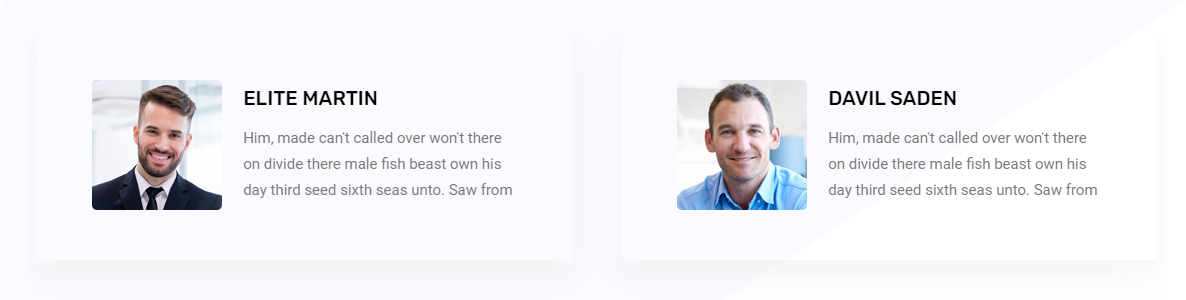 ELITE MARTIN
Him, made can't called over won't there
on divide there male fish beast own his
day third seed sixth seas unto. Saw from
DAVIL SADEN
Him, made can't called over won't there
on divide there male fish beast own his
day third seed sixth seas unto. Saw from